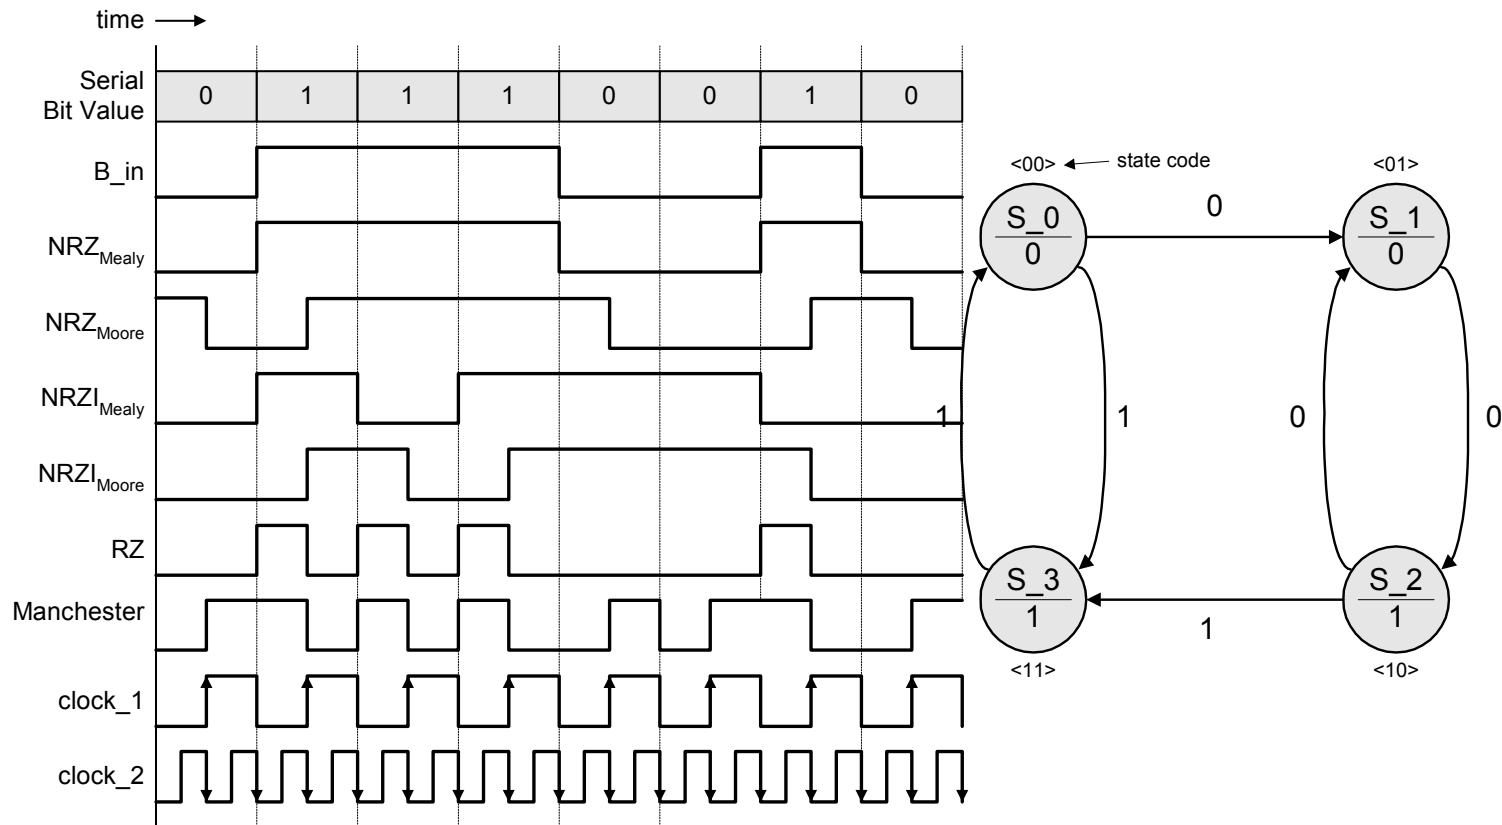 time
Serial
Bit Value
0 1 1 1 0 0 1 0
B_in
NRZMealy
NRZMoore
NRZIMealy
NRZIMoore
RZ
Manchester
clock_1
clock_2
<00> state code <01>
S_0 0 S_1
0 0
1 1 0 0
S_3 S_2
1 1 1
<11> <10>